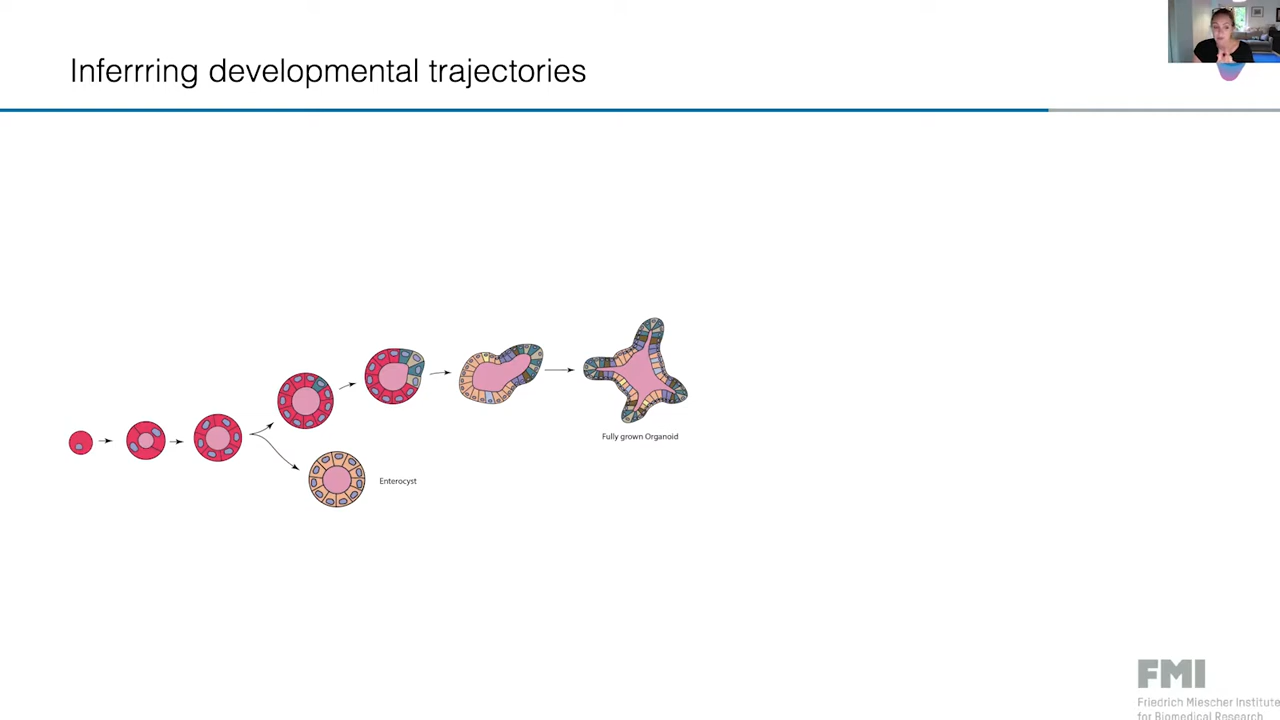 Inferrring developmental trajectories
Fully grown Organoid
Enterocyst
FMI
Friedrich Miescher Institute
for Biomedical Research